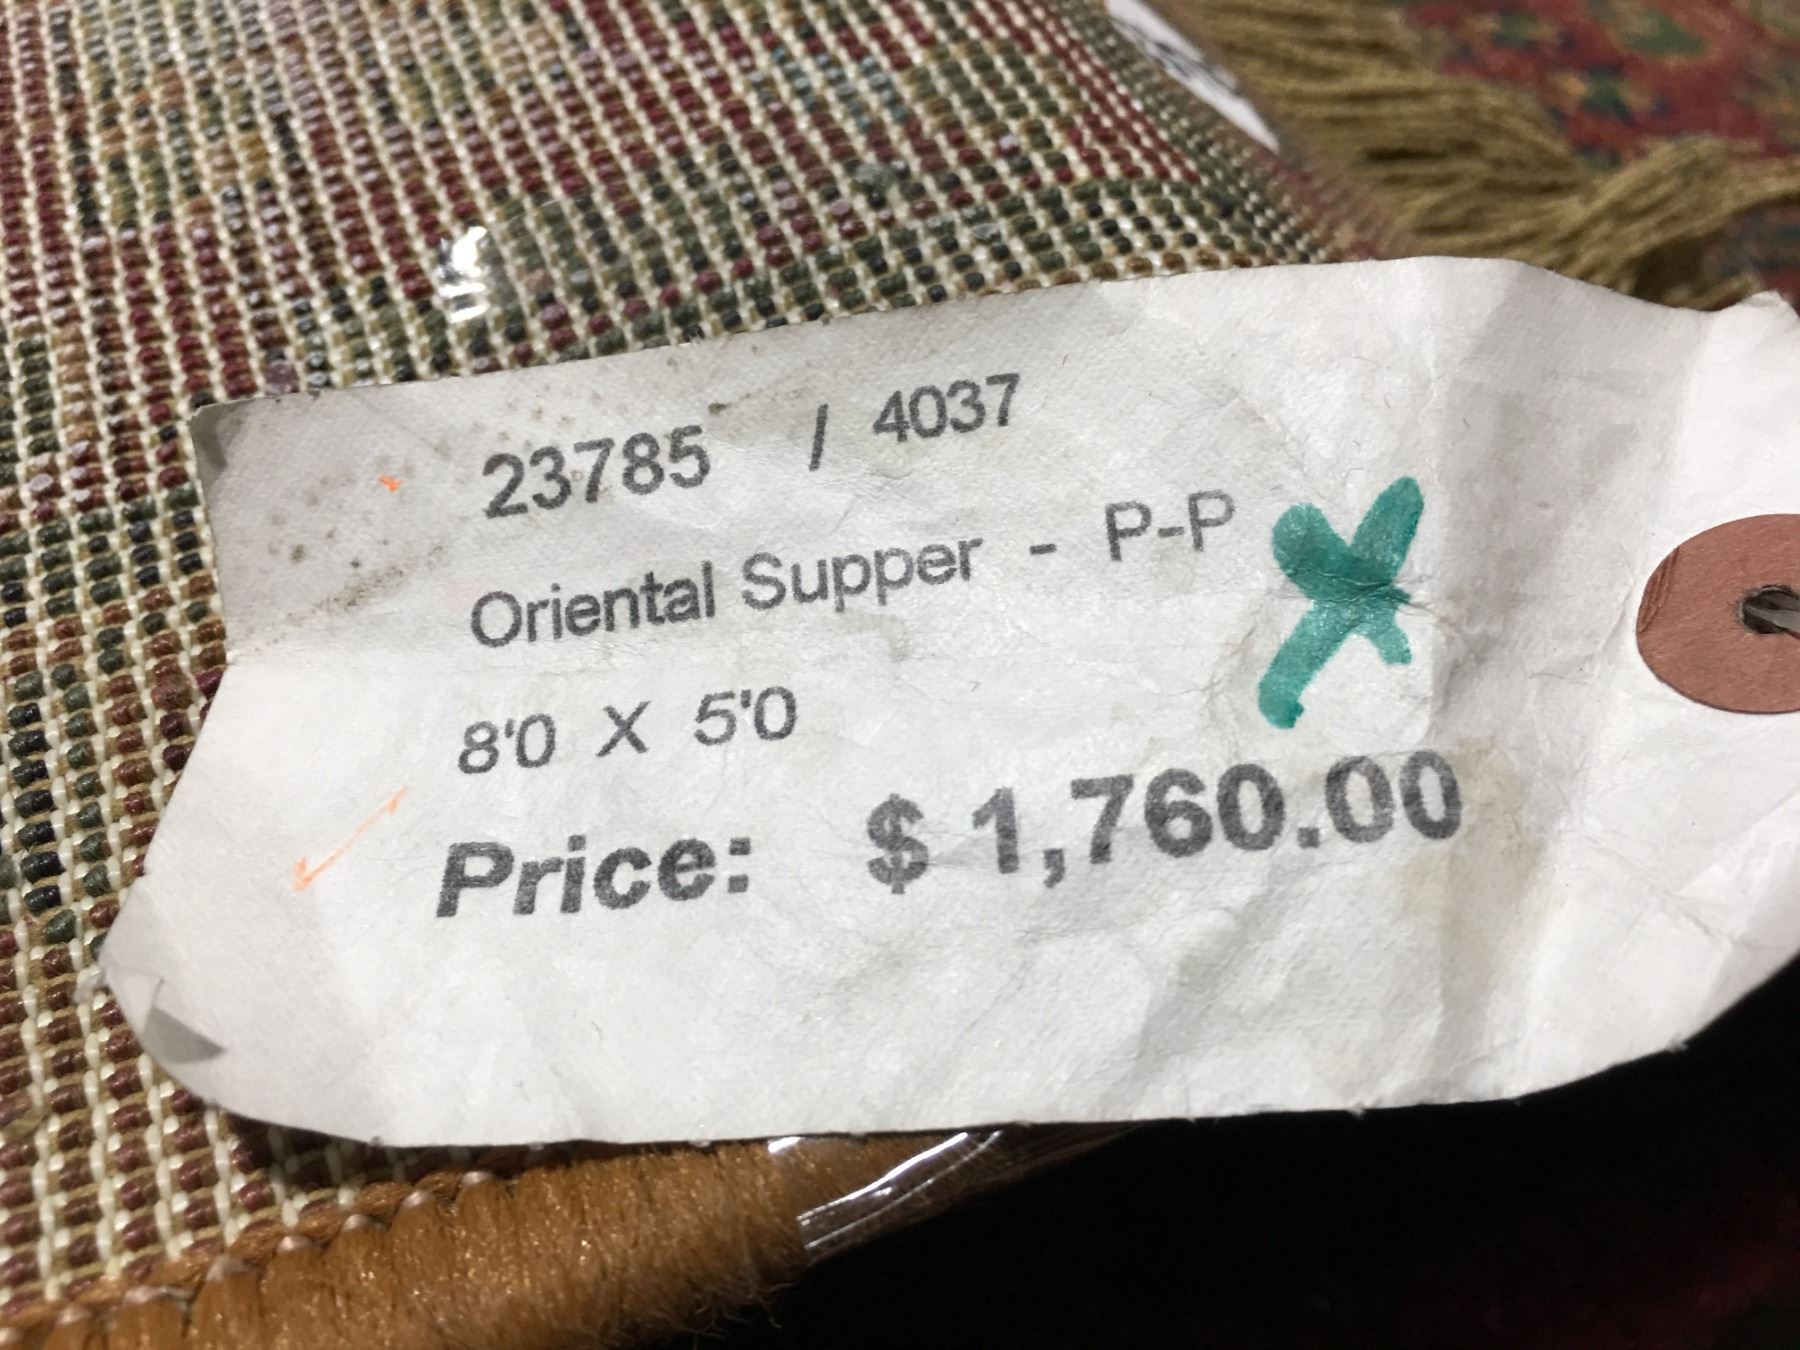 23785 / 4037
Oriental Supper - P-P
8'0 X 5'0
Price: $ 1,760.00